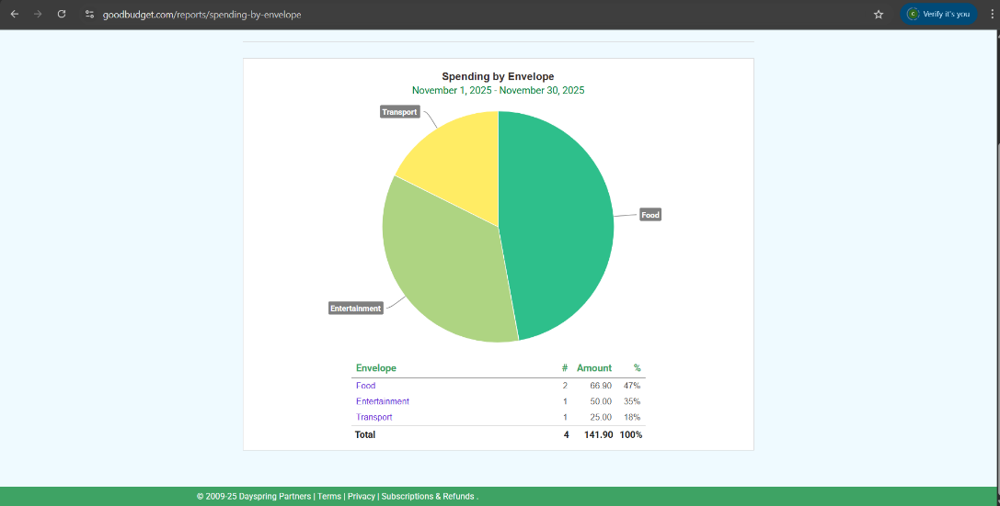 goodbudget.com/reports/spending-by-envelope
Verify it's you
Spending by Envelope
November 1, 2025 - November 30, 2025
Transport
Food
Entertainment
Envelope # Amount %
Food 2 66.90 47%
Entertainment 1 50.00 35%
Transport 1 25.00 18%
Total 4 141.90 100%
© 2009-25 Dayspring Partners | Terms | Privacy | Subscriptions & Refunds .